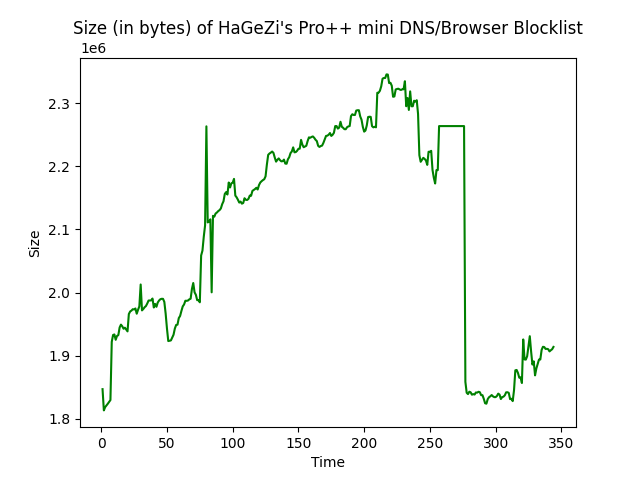 Size (in bytes) of HaGeZi's Pro++ mini DNS/Browser Blocklist
1e6
2.3
2.2
2.1
2.0
1.9
1.8
Size
0 50 100 150 200 250 300 350
Time